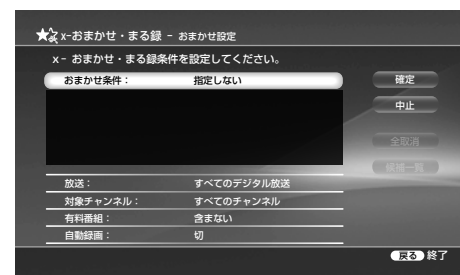 x-おまかせ・まる録 - おまかせ設定
x- おまかせ・まる録条件を設定してください。
おまかせ条件： 指定しない
確定
中止
全取消
候補一覧
放送： すべてのデジタル放送
対象チャンネル： すべてのチャンネル
有料番組： 含まない
自動録画： 切
戻る 終了